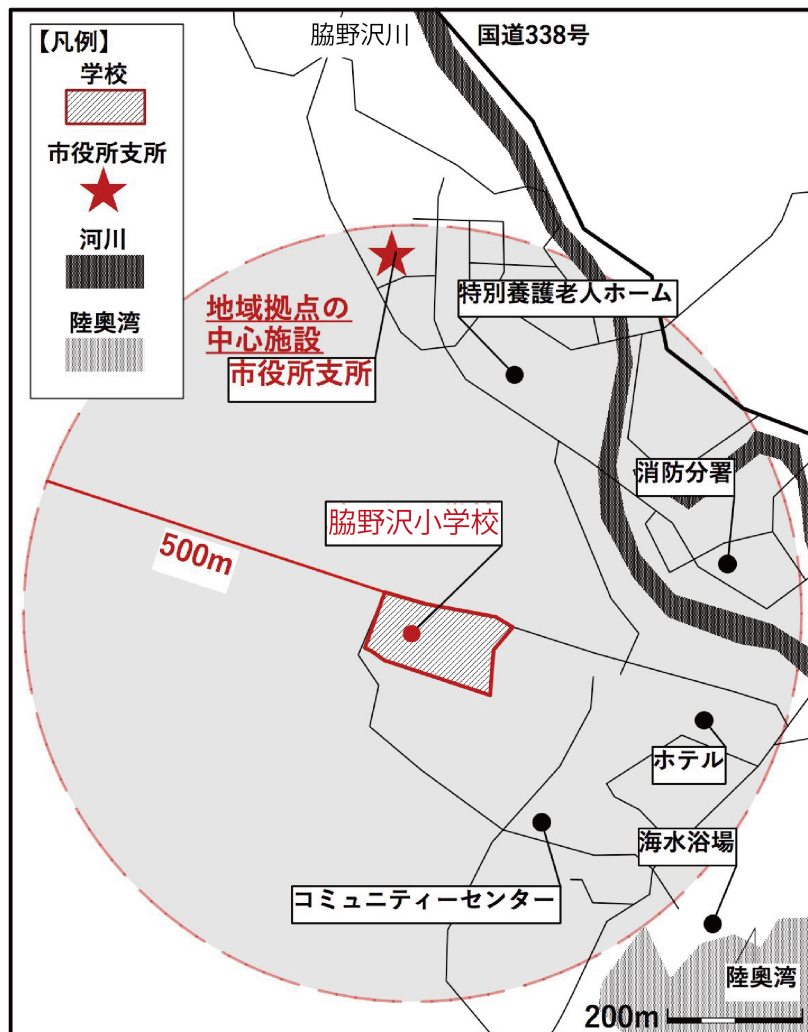 【凡例】
学校
市役所支所
河川
陸奥湾
脇野沢川
国道338号
特別養護老人ホーム
地域拠点の
中心施設
市役所支所
消防分署
脇野沢小学校
500m
ホテル
海水浴場
コミュニティーセンター
陸奥湾
200m